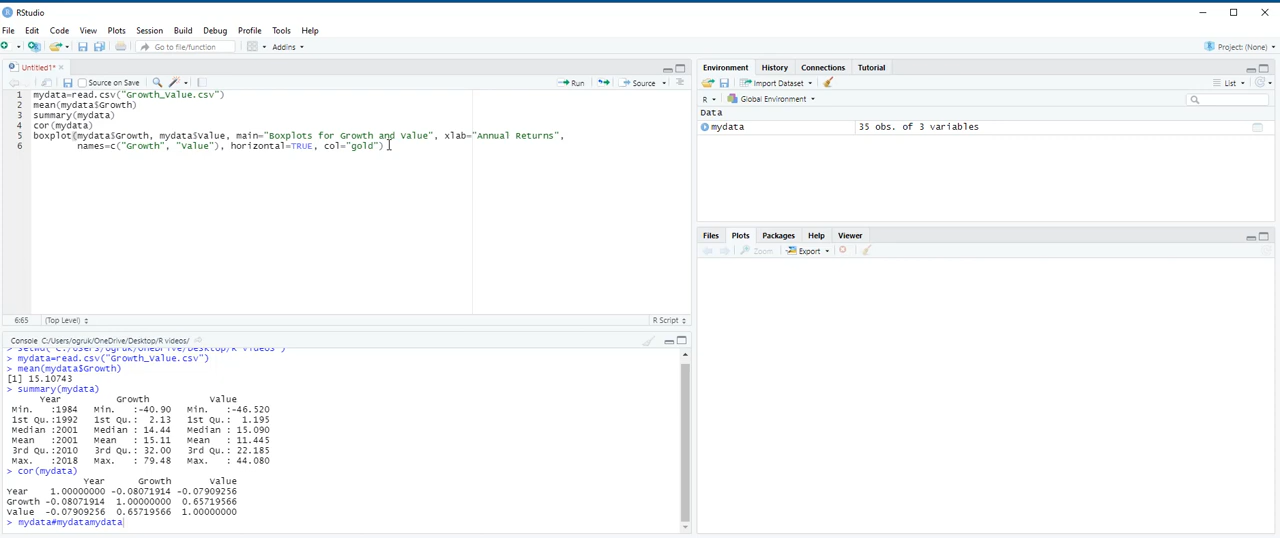 RStudio
File Edit Code View Plots Session Build Debug Profile Tools Help
Go to file/function Addins Project: (None)
Untitled1*
Source on Save Run Source
1 mydata=read.csv("Growth_Value.csv")
2 mean(mydata$Growth)
3 summary(mydata)
4 cor(mydata)
5 boxplot(mydata$Growth, mydata$Value, main="Boxplots for Growth and Value", xlab="Annual Returns",
6 names=c("Growth", "Value"), horizontal=TRUE, col="gold")
6:65 (Top Level) R Script
Console C:/Users/ogruk/OneDrive/Desktop/R videos/
> setwd("C:/Users/ogruk/OneDrive/Desktop/R videos")
> mydata=read.csv("Growth_Value.csv")
> mean(mydata$Growth)
[1] 15.10743
> summary(mydata)
Year Growth Value
Min. :1984 Min. :-40.90 Min. :-46.520
1st Qu.:1992 1st Qu.: 2.13 1st Qu.: 1.195
Median :2001 Median : 14.44 Median : 15.090
Mean :2001 Mean : 15.11 Mean : 11.445
3rd Qu.:2010 3rd Qu.: 32.00 3rd Qu.: 22.185
Max. :2018 Max. : 79.48 Max. : 44.080
> cor(mydata)
Year Growth Value
Year 1.00000000 -0.08071914 -0.07909256
Growth -0.08071914 1.00000000 0.65719566
Value -0.07909256 0.65719566 1.00000000
> mydata#mydatamydata
Environment History Connections Tutorial
Import Dataset List
R Global Environment
Data
mydata 35 obs. of 3 variables
Files Plots Packages Help Viewer
Zoom Export